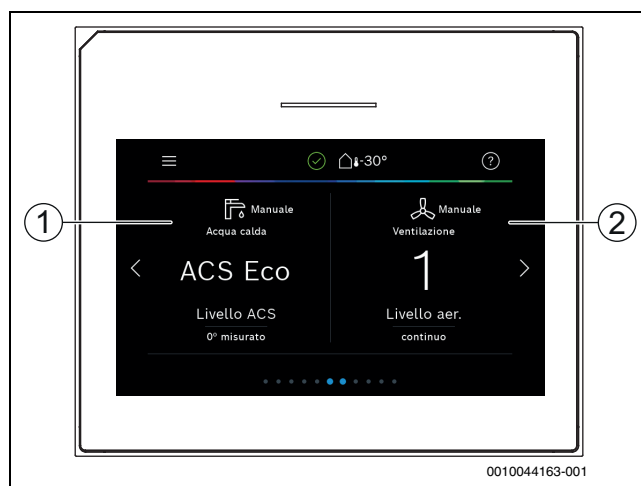 -30°
?
1
Manuale
Acqua calda
ACS Eco
Livello ACS
0° misurato
Manuale
Ventilazione
1
Livello aer.
continuo
2
0010044163-001